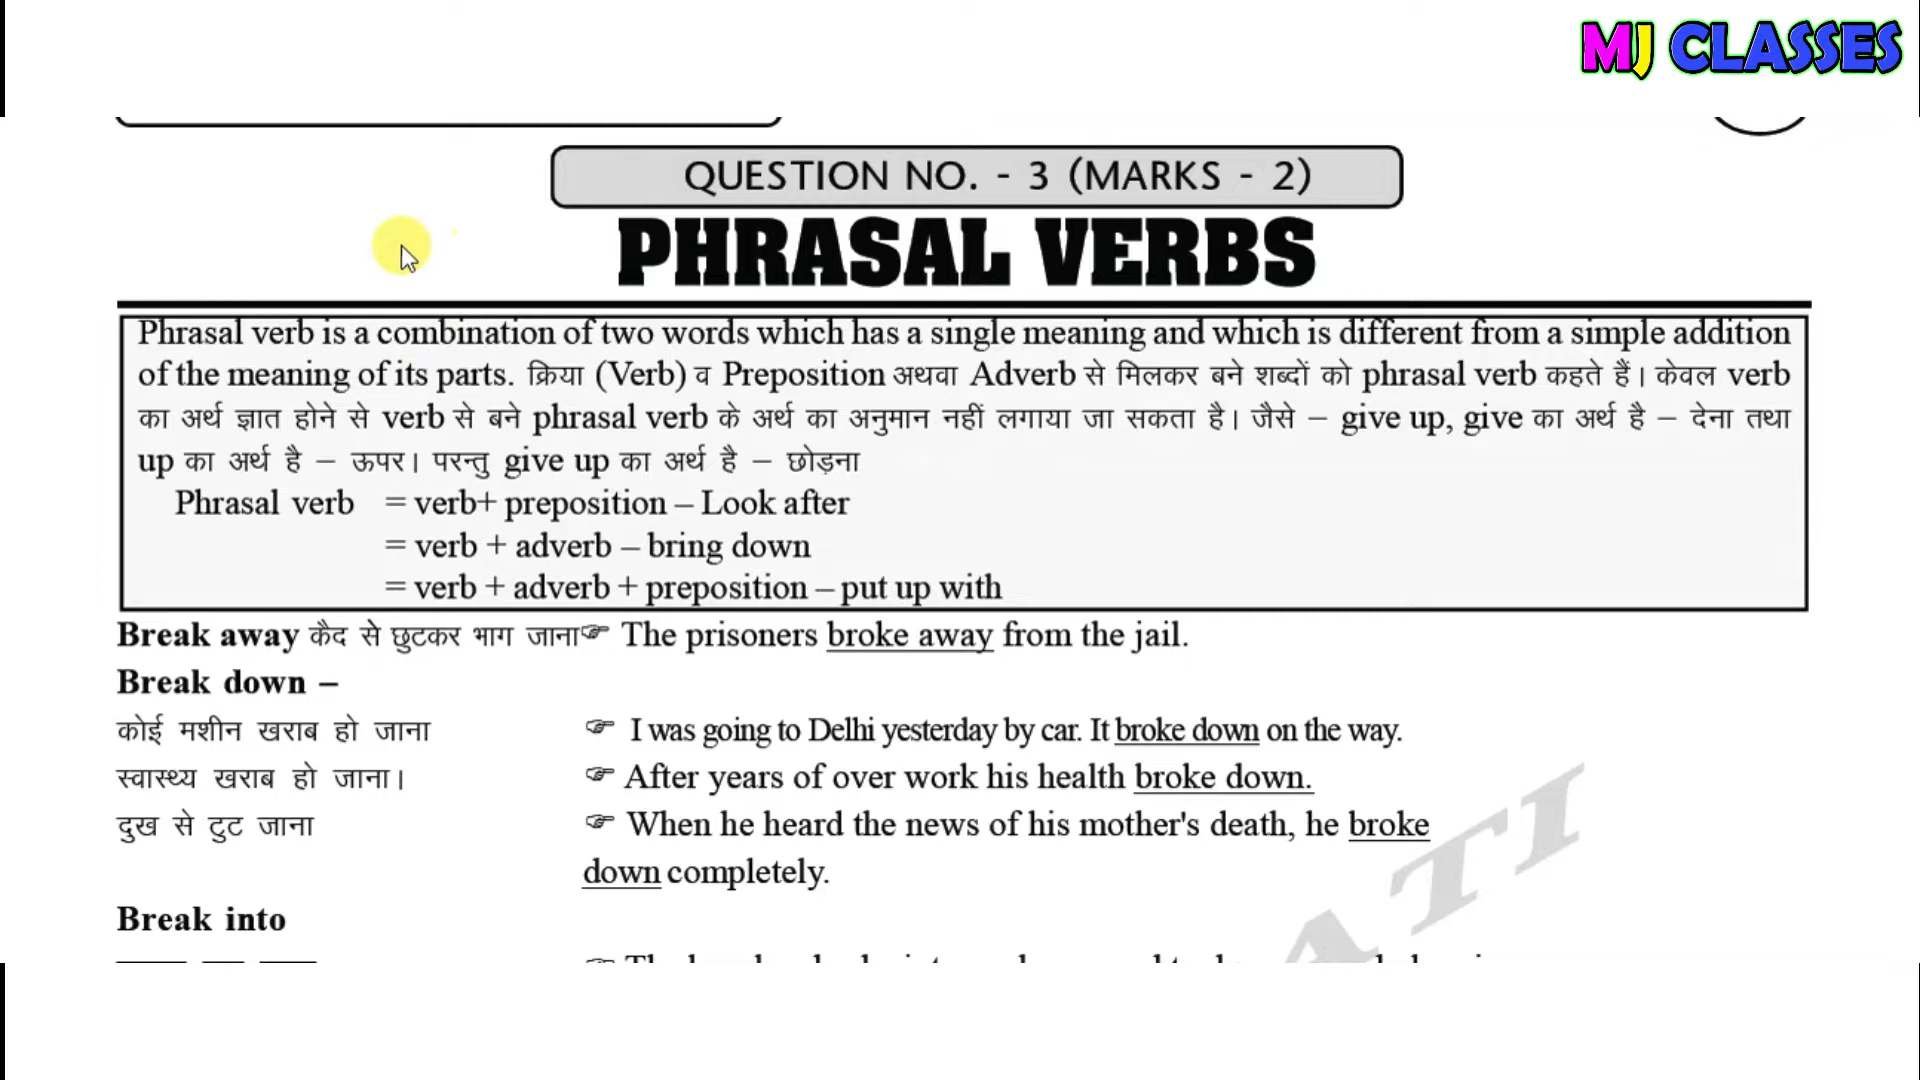 MJ CLASSES
QUESTION NO. - 3 (MARKS - 2)
PHRASAL VERBS
Phrasal verb is a combination of two words which has a single meaning and which is different from a simple addition
of the meaning of its parts. क्रिया (Verb) व Preposition अथवा Adverb से मिलकर बने शब्दों को phrasal verb कहते हैं। केवल verb
का अर्थ ज्ञात होने से verb से बने phrasal verb के अर्थ का अनुमान नहीं लगाया जा सकता है। जैसे – give up, give का अर्थ है – देना तथा
up का अर्थ है – ऊपर। परन्तु give up का अर्थ है – छोड़ना
Phrasal verb = verb+ preposition – Look after
= verb + adverb – bring down
= verb + adverb + preposition – put up with
Break away कैद से छुटकर भाग जाना☞ The prisoners broke away from the jail.
Break down –
कोई मशीन खराब हो जाना ☞ I was going to Delhi yesterday by car. It broke down on the way.
स्वास्थ्य खराब हो जाना। ☞ After years of over work his health broke down.
दुख से टुट जाना ☞ When he heard the news of his mother's death, he broke
down completely.
Break into
ATI